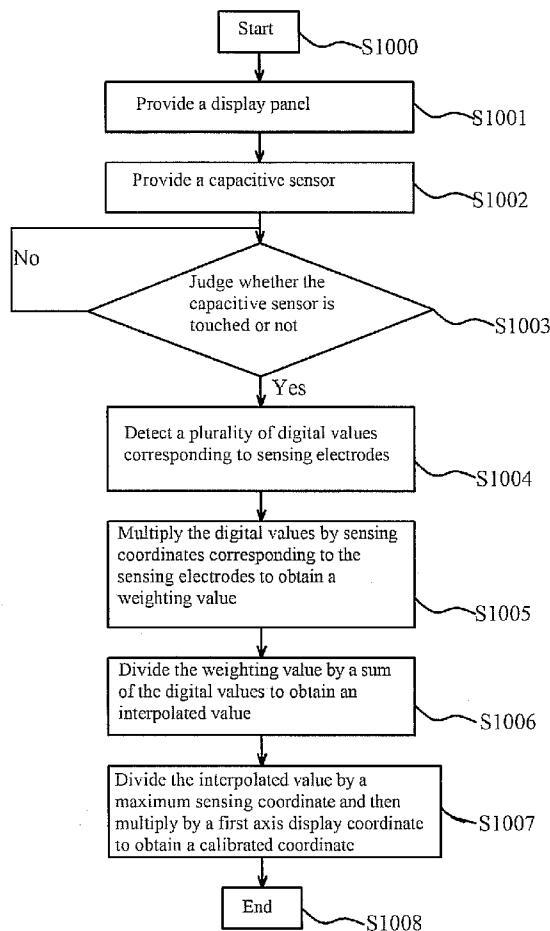 Start
S1000
Provide a display panel
S1001
Provide a capacitive sensor
S1002
No
Judge whether the
capacitive sensor is
touched or not
S1003
Yes
Detect a plurality of digital values
corresponding to sensing electrodes
S1004
Multiply the digital values by sensing
coordinates corresponding to the
sensing electrodes to obtain a
weighting value
S1005
Divide the weighting value by a sum
of the digital values to obtain an
interpolated value
S1006
Divide the interpolated value by a
maximum sensing coordinate and then
multiply by a first axis display coordinate
to obtain a calibrated coordinate
S1007
End
S1008